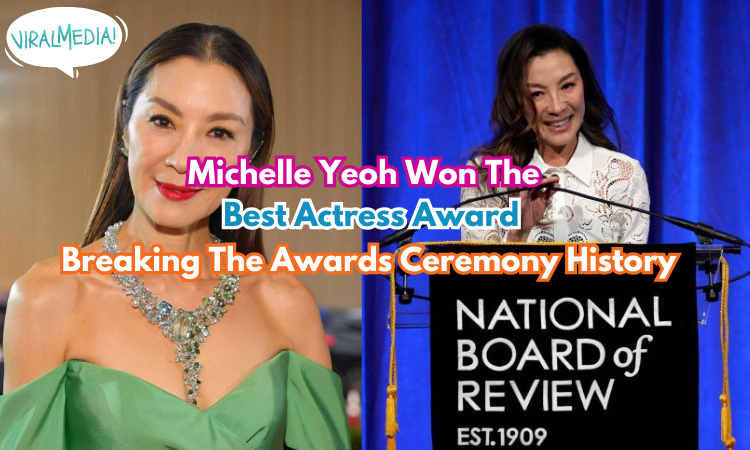 VIRALMEDIA!
Michelle Yeoh Won The
Best Actress Award
Breaking The Awards Ceremony History
NATIONAL
BOARD of
REVIEW
EST.1909